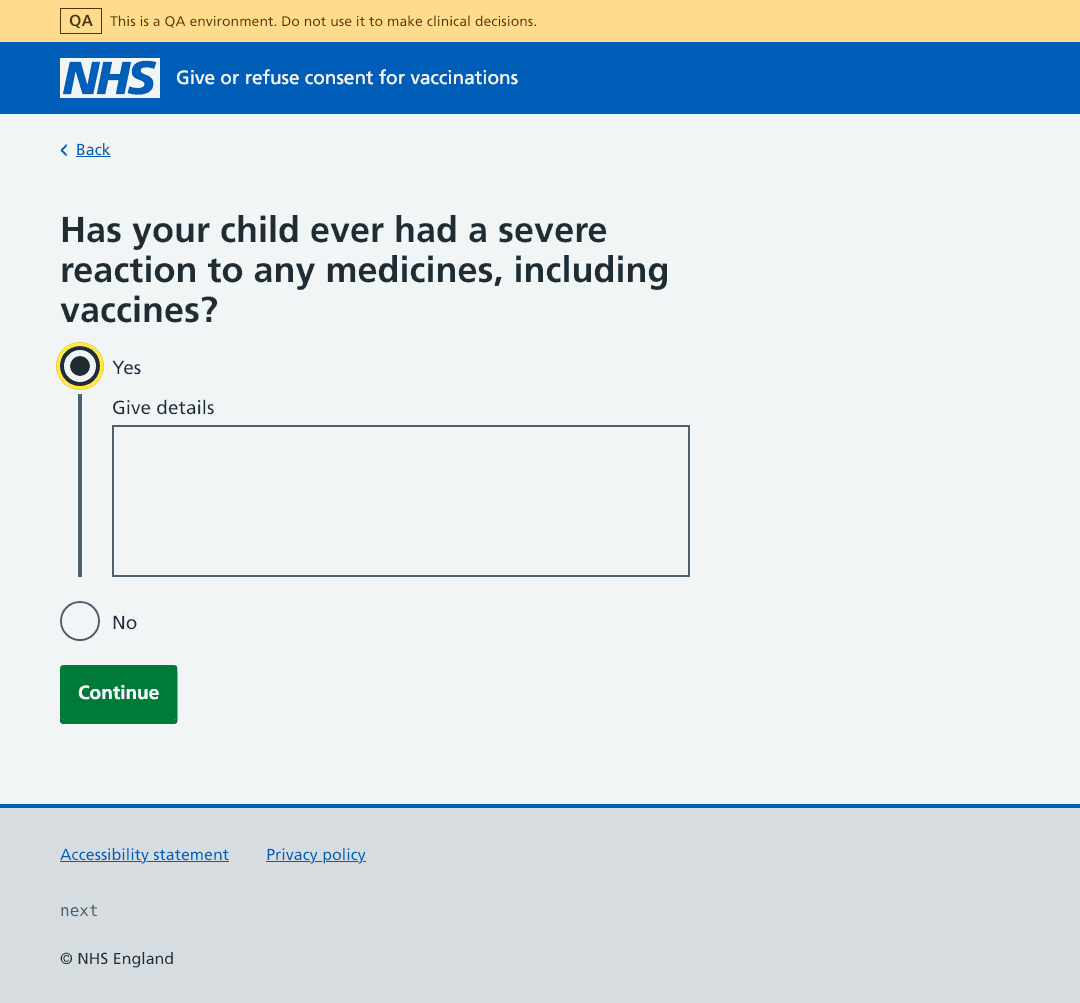 QA This is a QA environment. Do not use it to make clinical decisions.
NHS Give or refuse consent for vaccinations
Back
Has your child ever had a severe
reaction to any medicines, including
vaccines?
Yes
Give details
No
Continue
Accessibility statement Privacy policy
next
© NHS England